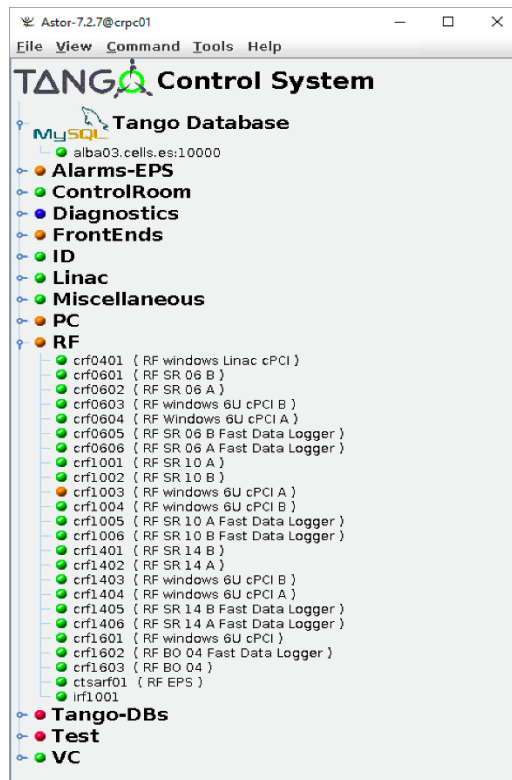 Astor-7.2.7@crpc01
File View Command Tools Help
TANGO Control System
MySQL Tango Database
alba03.cells.es:10000
Alarms-EPS
ControlRoom
Diagnostics
FrontEnds
ID
Linac
Miscellaneous
PC
RF
crf0401 ( RF windows Linac cPCI )
crf0601 ( RF SR 06 B )
crf0602 ( RF SR 06 A )
crf0603 ( RF windows 6U cPCI B )
crf0604 ( RF Windows 6U cPCI A )
crf0605 ( RF SR 06 B Fast Data Logger )
crf0606 ( RF SR 06 A Fast Data Logger )
crf1001 ( RF SR 10 A )
crf1002 ( RF SR 10 B )
crf1003 ( RF windows 6U cPCI A )
crf1004 ( RF windows 6U cPCI B )
crf1005 ( RF SR 10 A Fast Data Logger )
crf1006 ( RF SR 10 B Fast Data Logger )
crf1401 ( RF SR 14 B )
crf1402 ( RF SR 14 A )
crf1403 ( RF windows 6U cPCI B )
crf1404 ( RF windows 6U cPCI A )
crf1405 ( RF SR 14 B Fast Data Logger )
crf1406 ( RF SR 14 A Fast Data Logger )
crf1601 ( RF windows 6U cPCI )
crf1602 ( RF BO 04 Fast Data Logger )
crf1603 ( RF BO 04 )
ctsarf01 ( RF EPS )
irf1001
Tango-DBs
Test
VC